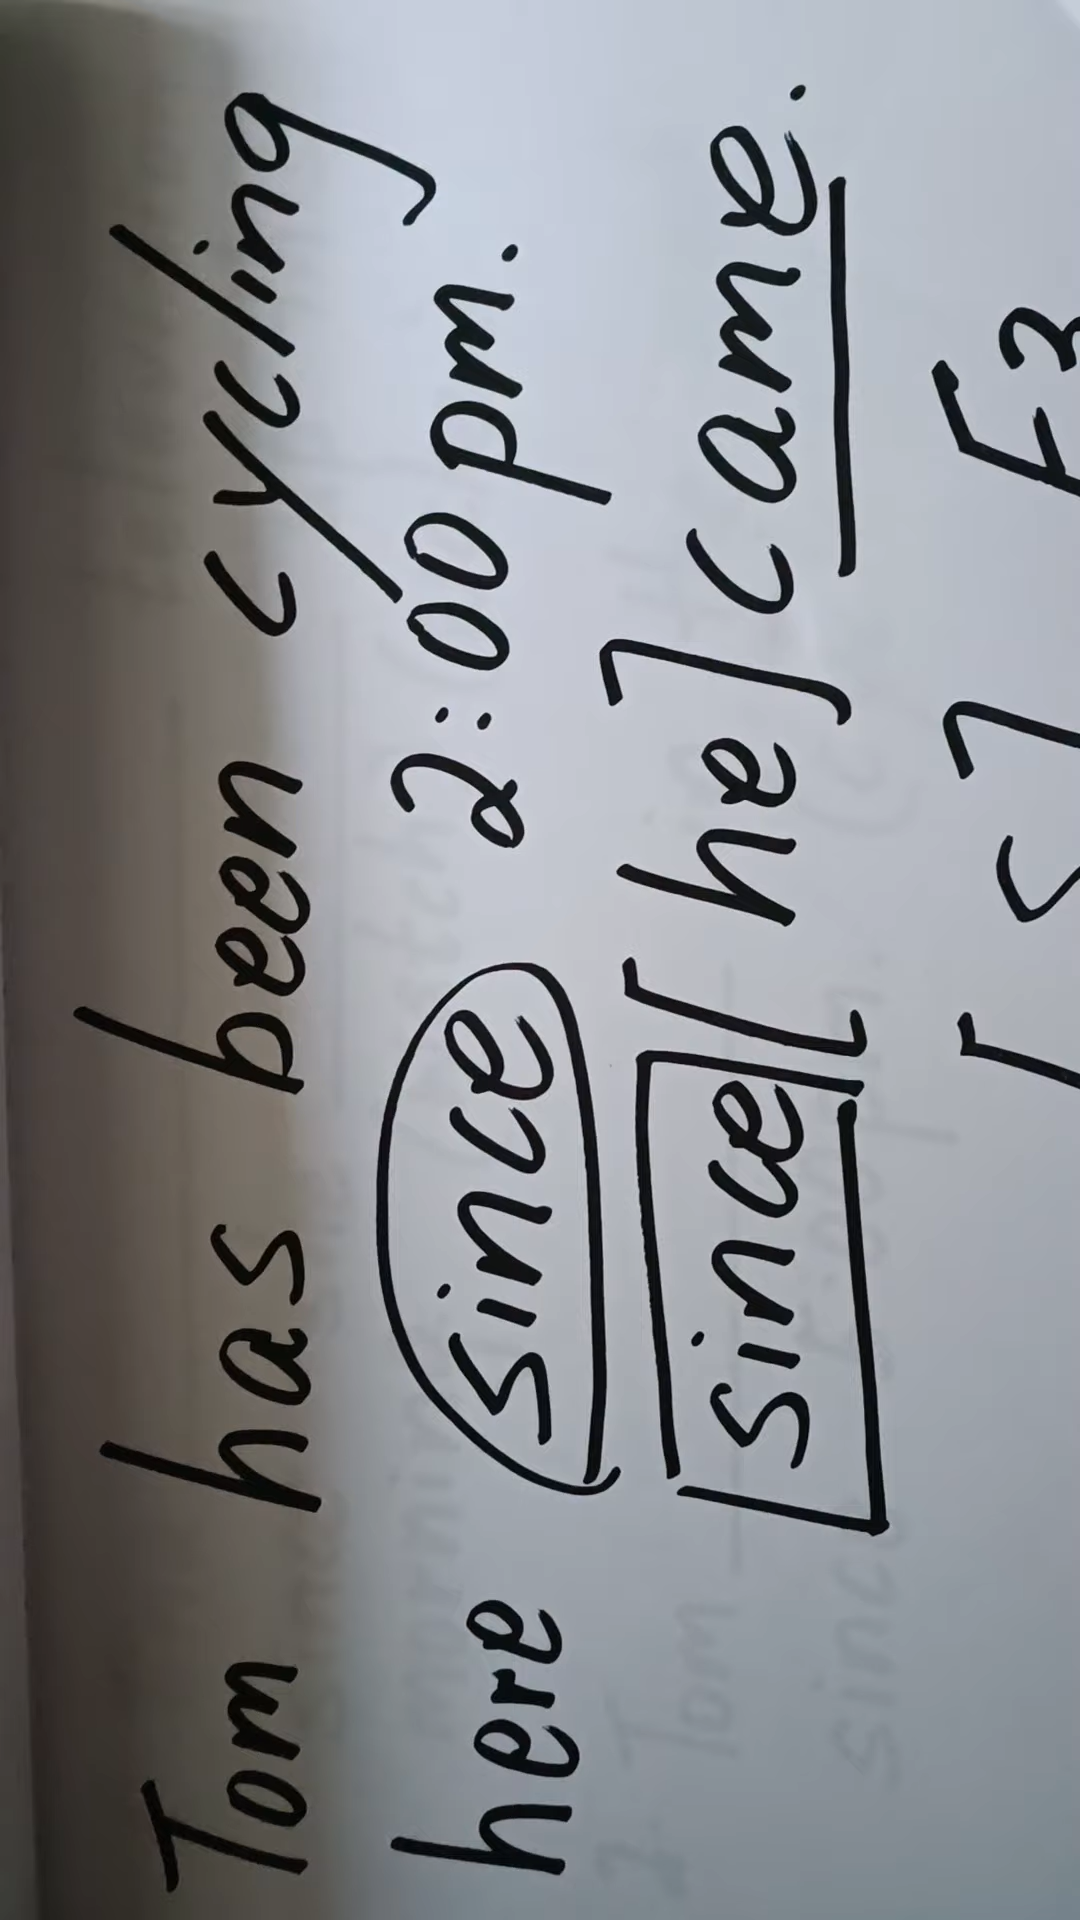 Tom has been cycling
here since 2:00 pm.
since [he] came.
[S]